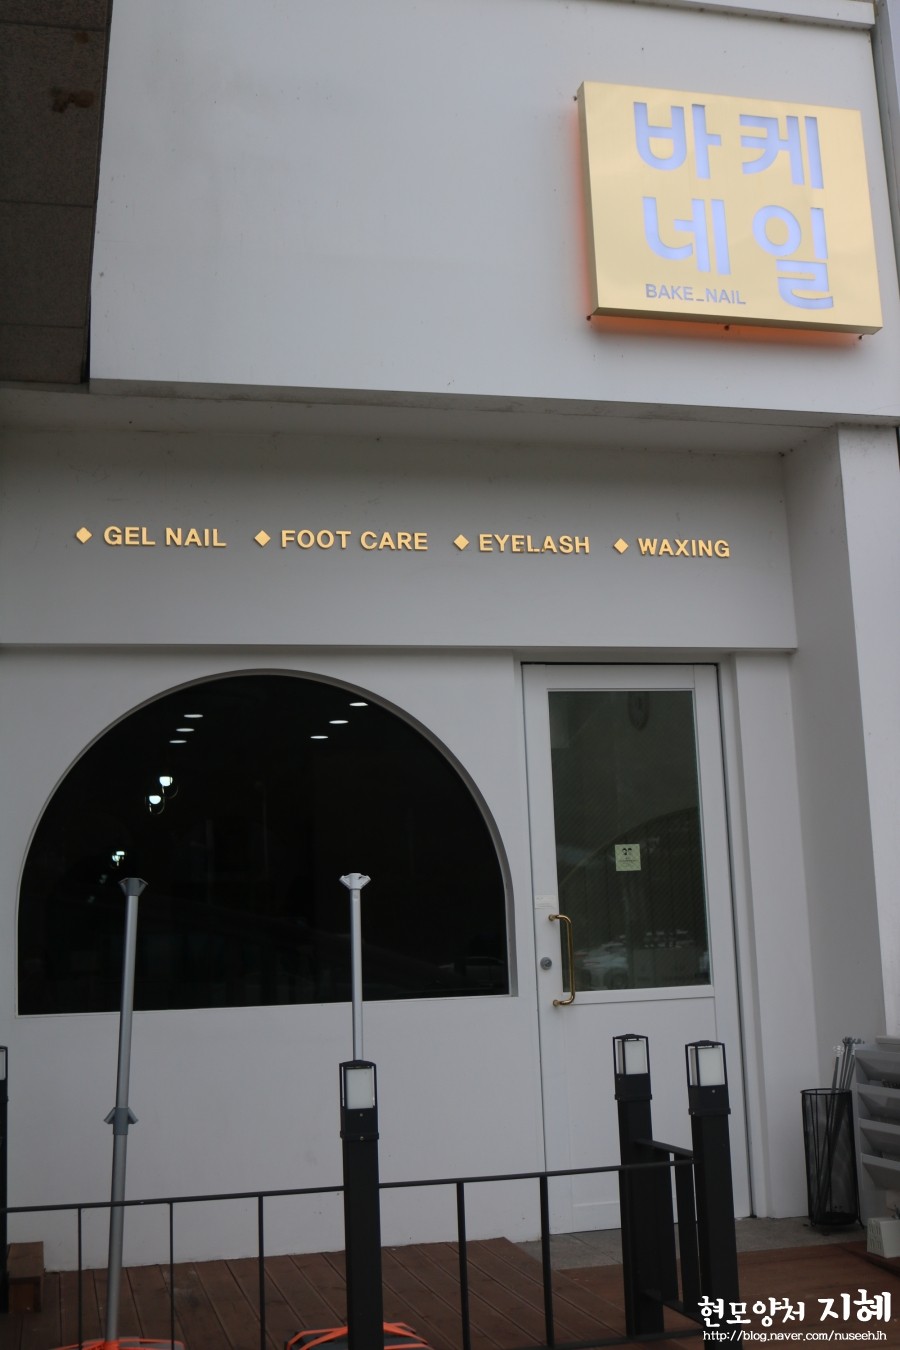 바케
네일
BAKE_NAIL
◆ GEL NAIL ◆ FOOT CARE ◆ EYELASH ◆ WAXING
현모양처 지혜
http://blog.naver.com/nuseehJh